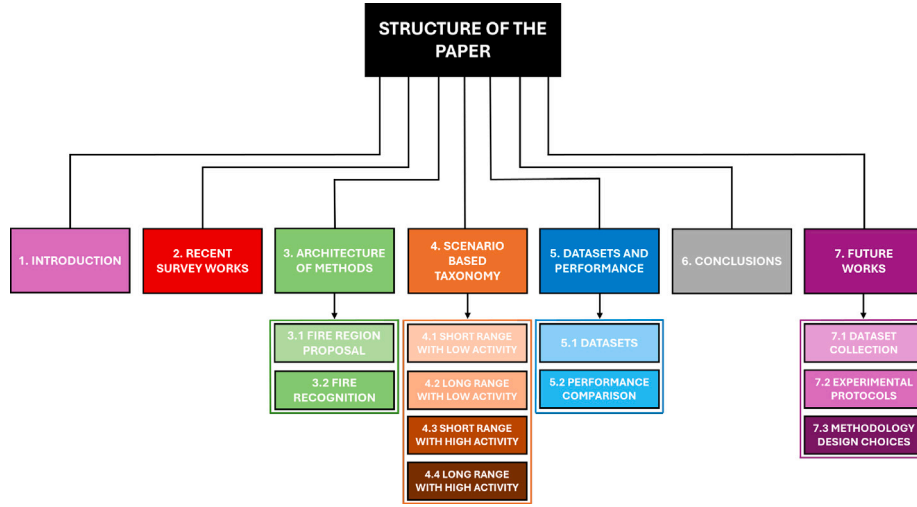 STRUCTURE OF THE
PAPER
1. INTRODUCTION
2. RECENT
SURVEY WORKS
3. ARCHITECTURE
OF METHODS
4. SCENARIO
BASED
TAXONOMY
5. DATASETS AND
PERFORMANCE
6. CONCLUSIONS
7. FUTURE
WORKS
3.1 FIRE REGION
PROPOSAL
3.2 FIRE
RECOGNITION
4.1 SHORT RANGE
WITH LOW ACTIVITY
4.2 LONG RANGE
WITH LOW ACTIVITY
4.3 SHORT RANGE
WITH HIGH ACTIVITY
4.4 LONG RANGE
WITH HIGH ACTIVITY
5.1 DATASETS
5.2 PERFORMANCE
COMPARISON
7.1 DATASET
COLLECTION
7.2 EXPERIMENTAL
PROTOCOLS
7.3 METHODOLOGY
DESIGN CHOICES